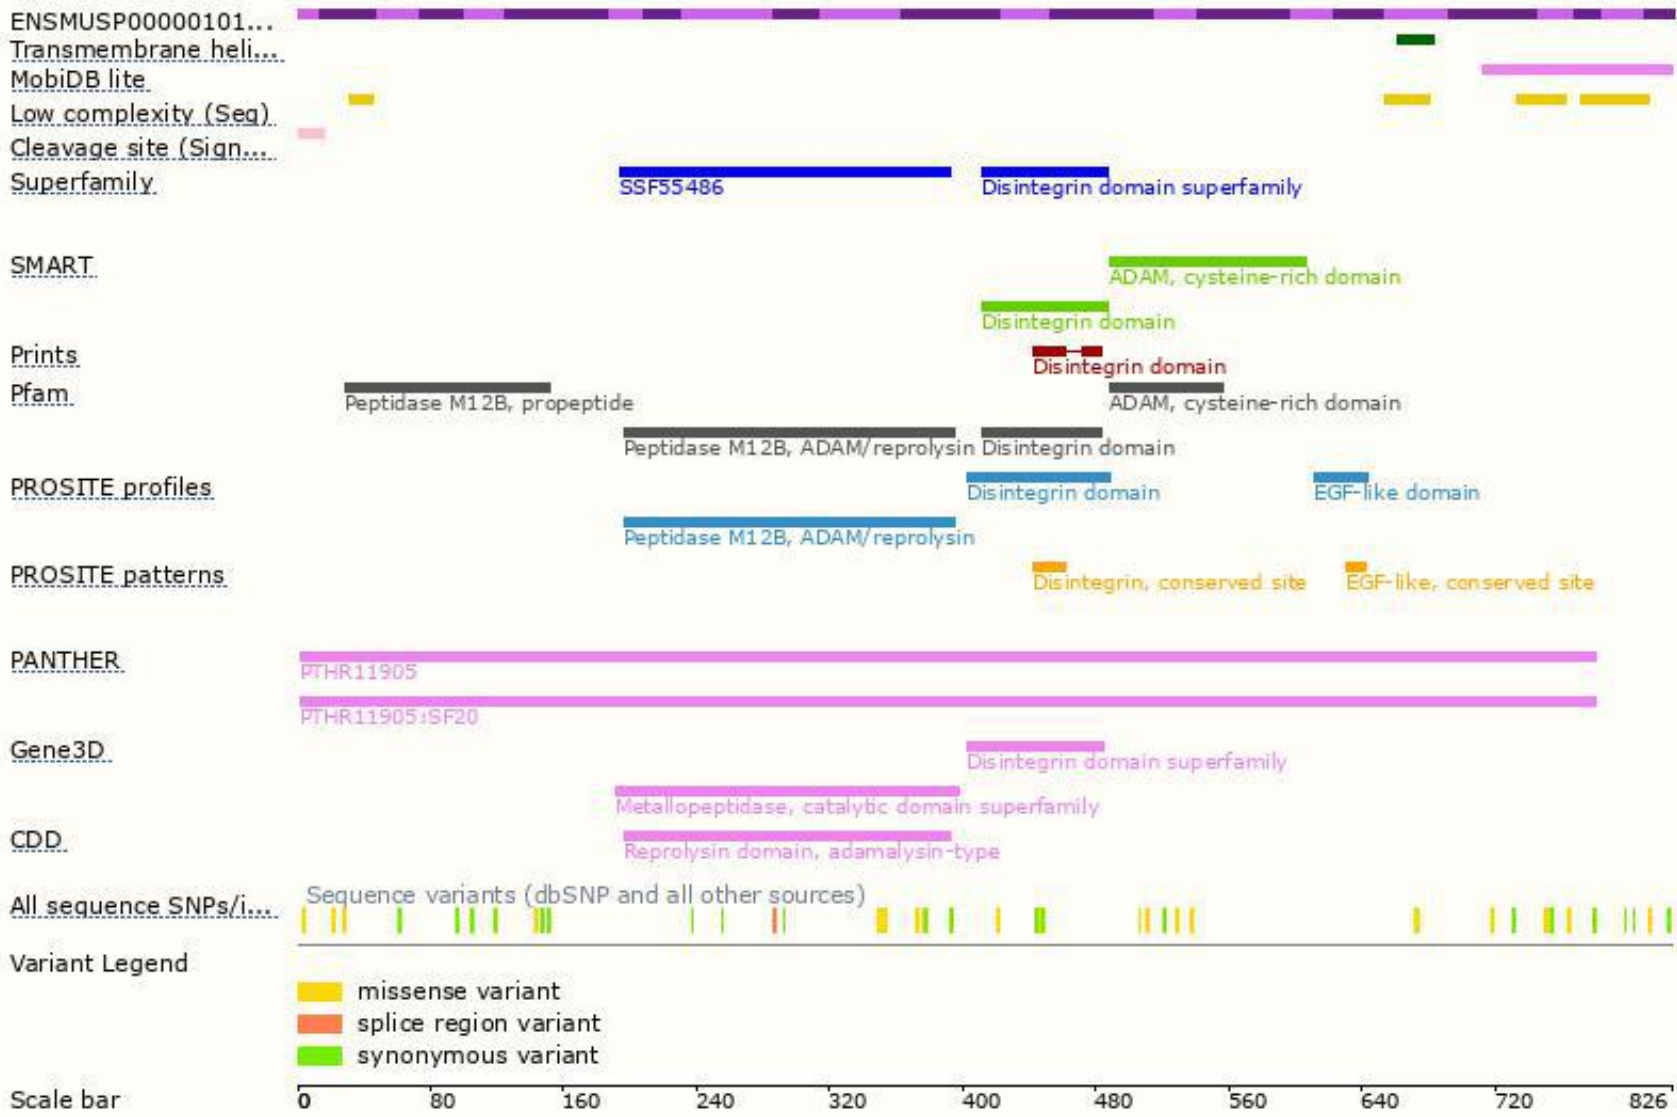 ENSMUSP00000101...
Transmembrane heli...
MobiDB lite
Low complexity (Seg)
Cleavage site (Sign...
Superfamily
SSF55486
Disintegrin domain superfamily
SMART
ADAM, cysteine-rich domain
Disintegrin domain
Prints
Disintegrin domain
Pfam
Peptidase M12B, propeptide
ADAM, cysteine-rich domain
Peptidase M12B, ADAM/reprolysin
Disintegrin domain
PROSITE profiles
Disintegrin domain
EGF-like domain
Peptidase M12B, ADAM/reprolysin
PROSITE patterns
Disintegrin, conserved site
EGF-like, conserved site
PANTHER
PTHR11905
PTHR11905:SF20
Gene3D
Disintegrin domain superfamily
Metallopeptidase, catalytic domain superfamily
CDD
Reprolysin domain, adamalysin-type
Sequence variants (dbSNP and all other sources)
All sequence SNPs/i...
Variant Legend
missense variant
splice region variant
synonymous variant
Scale bar
0 80 160 240 320 400 480 560 640 720 826